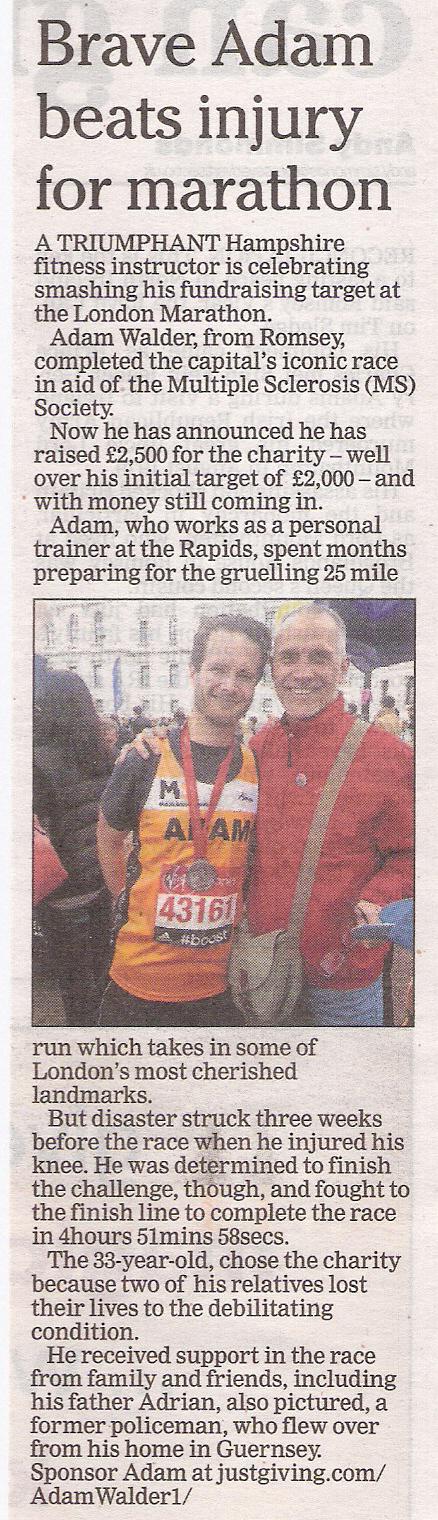 Brave Adam
beats injury
for marathon
A TRIUMPHANT Hampshire
fitness instructor is celebrating
smashing his fundraising target at
the London Marathon.
Adam Walder, from Romsey,
completed the capital's iconic race
in aid of the Multiple Sclerosis (MS)
Society.
Now he has announced he has
raised £2,500 for the charity – well
over his initial target of £2,000 – and
with money still coming in.
Adam, who works as a personal
trainer at the Rapids, spent months
preparing for the gruelling 25 mile
M
ADAM
43161
#boost
run which takes in some of
London's most cherished
landmarks.
But disaster struck three weeks
before the race when he injured his
knee. He was determined to finish
the challenge, though, and fought to
the finish line to complete the race
in 4hours 51mins 58secs.
The 33-year-old, chose the charity
because two of his relatives lost
their lives to the debilitating
condition.
He received support in the race
from family and friends, including
his father Adrian, also pictured, a
former policeman, who flew over
from his home in Guernsey.
Sponsor Adam at justgiving.com/
AdamWalder1/